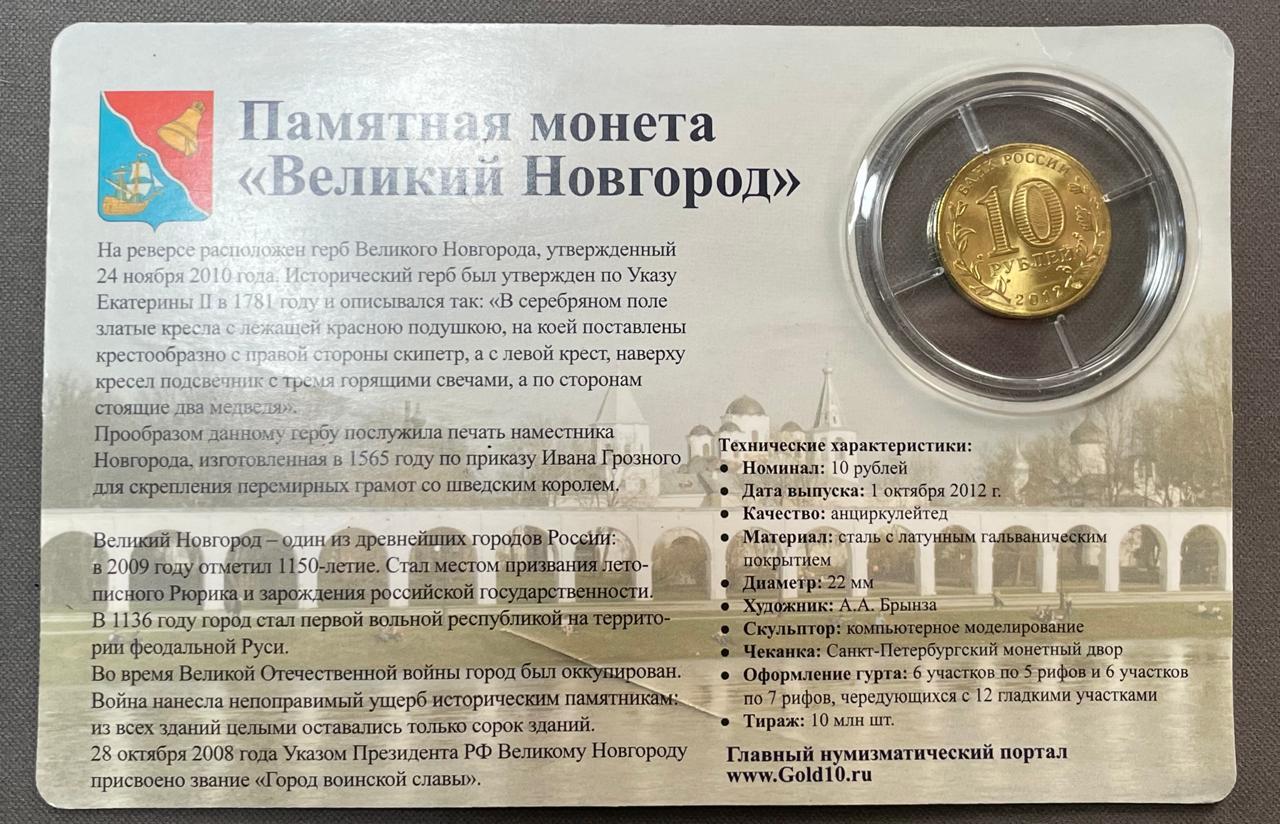 Памятная монета
«Великий Новгород»
На реверсе расположен герб Великого Новгорода, утвержденный
24 ноября 2010 года. Исторический герб был утвержден по Указу
Екатерины II в 1781 году и описывался так: «В серебряном поле
златые кресла с лежащей красною подушкою, на коей поставлены
крестообразно с правой стороны скипетр, а с левой крест, наверху
кресел подсвечник с тремя горящими свечами, а по сторонам
стоящие два медведя».
Прообразом данному гербу послужила печать наместника
Новгорода, изготовленная в 1565 году по приказу Ивана Грозного
для скрепления перемирных грамот со шведским королем.
Великий Новгород – один из древнейших городов России:
в 2009 году отметил 1150-летие. Стал местом призвания лето-
писного Рюрика и зарождения российской государственности.
В 1136 году город стал первой вольной республикой на террито-
рии феодальной Руси.
Во время Великой Отечественной войны город был оккупирован.
Война нанесла непоправимый ущерб историческим памятникам:
из всех зданий целыми оставались только сорок зданий.
28 октября 2008 года Указом Президента РФ Великому Новгороду
присвоено звание «Город воинской славы».
БАНК РОССИИ
10
РУБЛЕЙ
2012
Технические характеристики:
● Номинал: 10 рублей
● Дата выпуска: 1 октября 2012 г.
● Качество: анциркулейтед
● Материал: сталь с латунным гальваническим
покрытием
● Диаметр: 22 мм
● Художник: А.А. Брынза
● Скульптор: компьютерное моделирование
● Чеканка: Санкт-Петербургский монетный двор
● Оформление гурта: 6 участков по 5 рифов и 6 участков
по 7 рифов, чередующихся с 12 гладкими участками
● Тираж: 10 млн шт.
Главный нумизматический портал
www.Gold10.ru